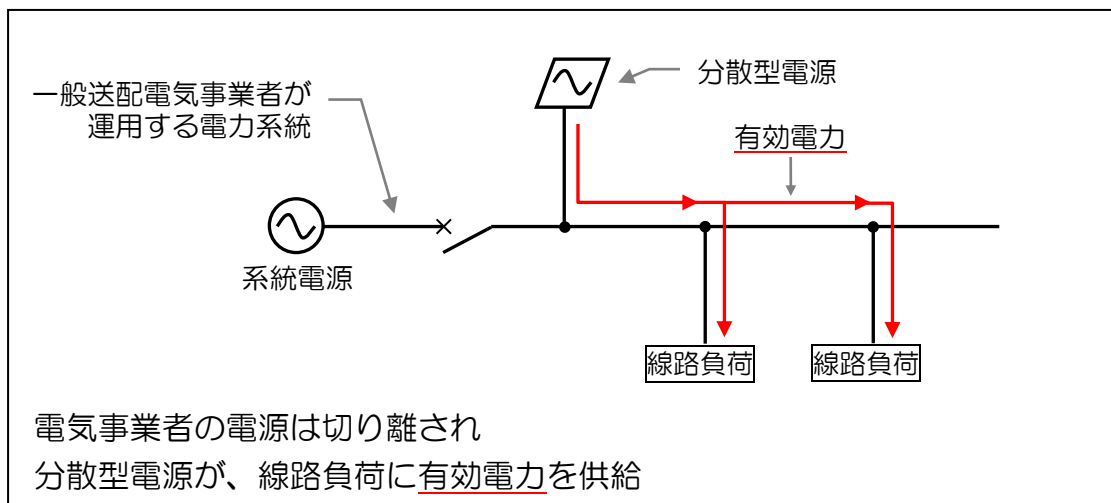 分散型電源
一般送配電気事業者が
運用する電力系統
有効電力
系統電源
線路負荷
線路負荷
電気事業者の電源は切り離され
分散型電源が、線路負荷に有効電力を供給